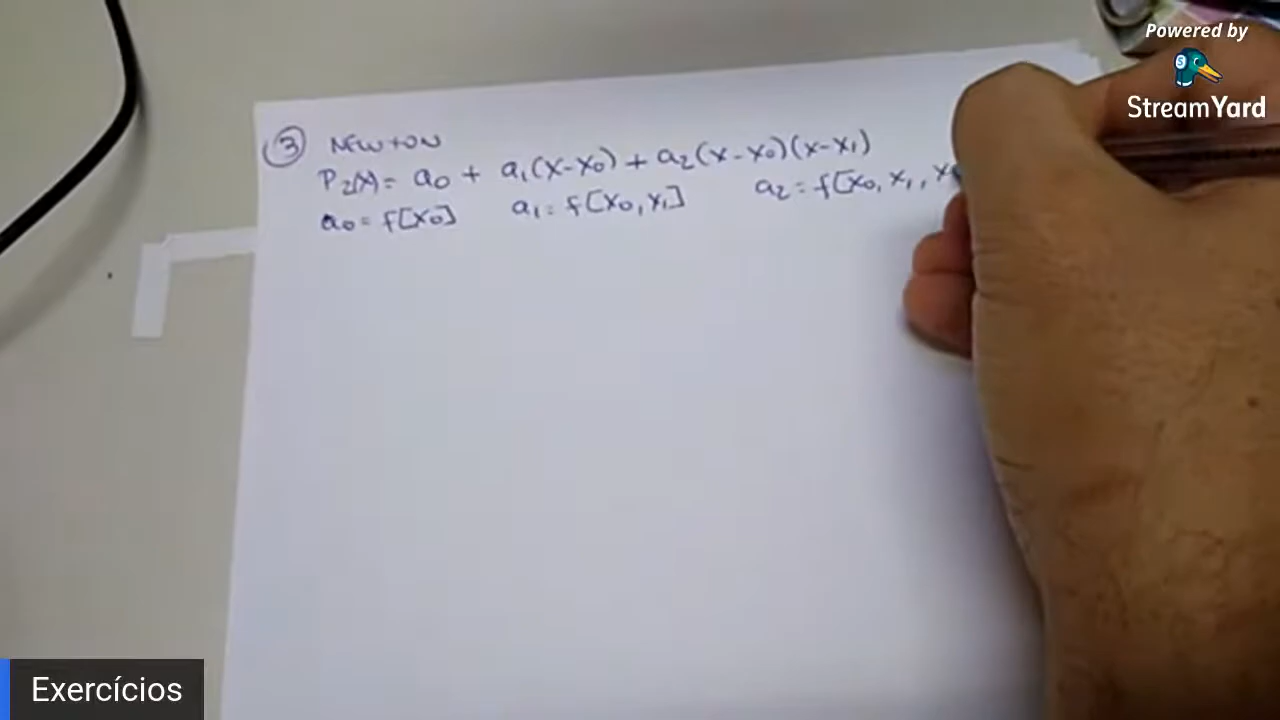 Powered by
StreamYard
③ NEWTON
P₂(x) = a₀ + a₁(x-x₀) + a₂(x-x₀)(x-x₁)
a₀ = f[x₀] a₁ = f[x₀, x₁] a₂ = f[x₀, x₁, x
Exercícios